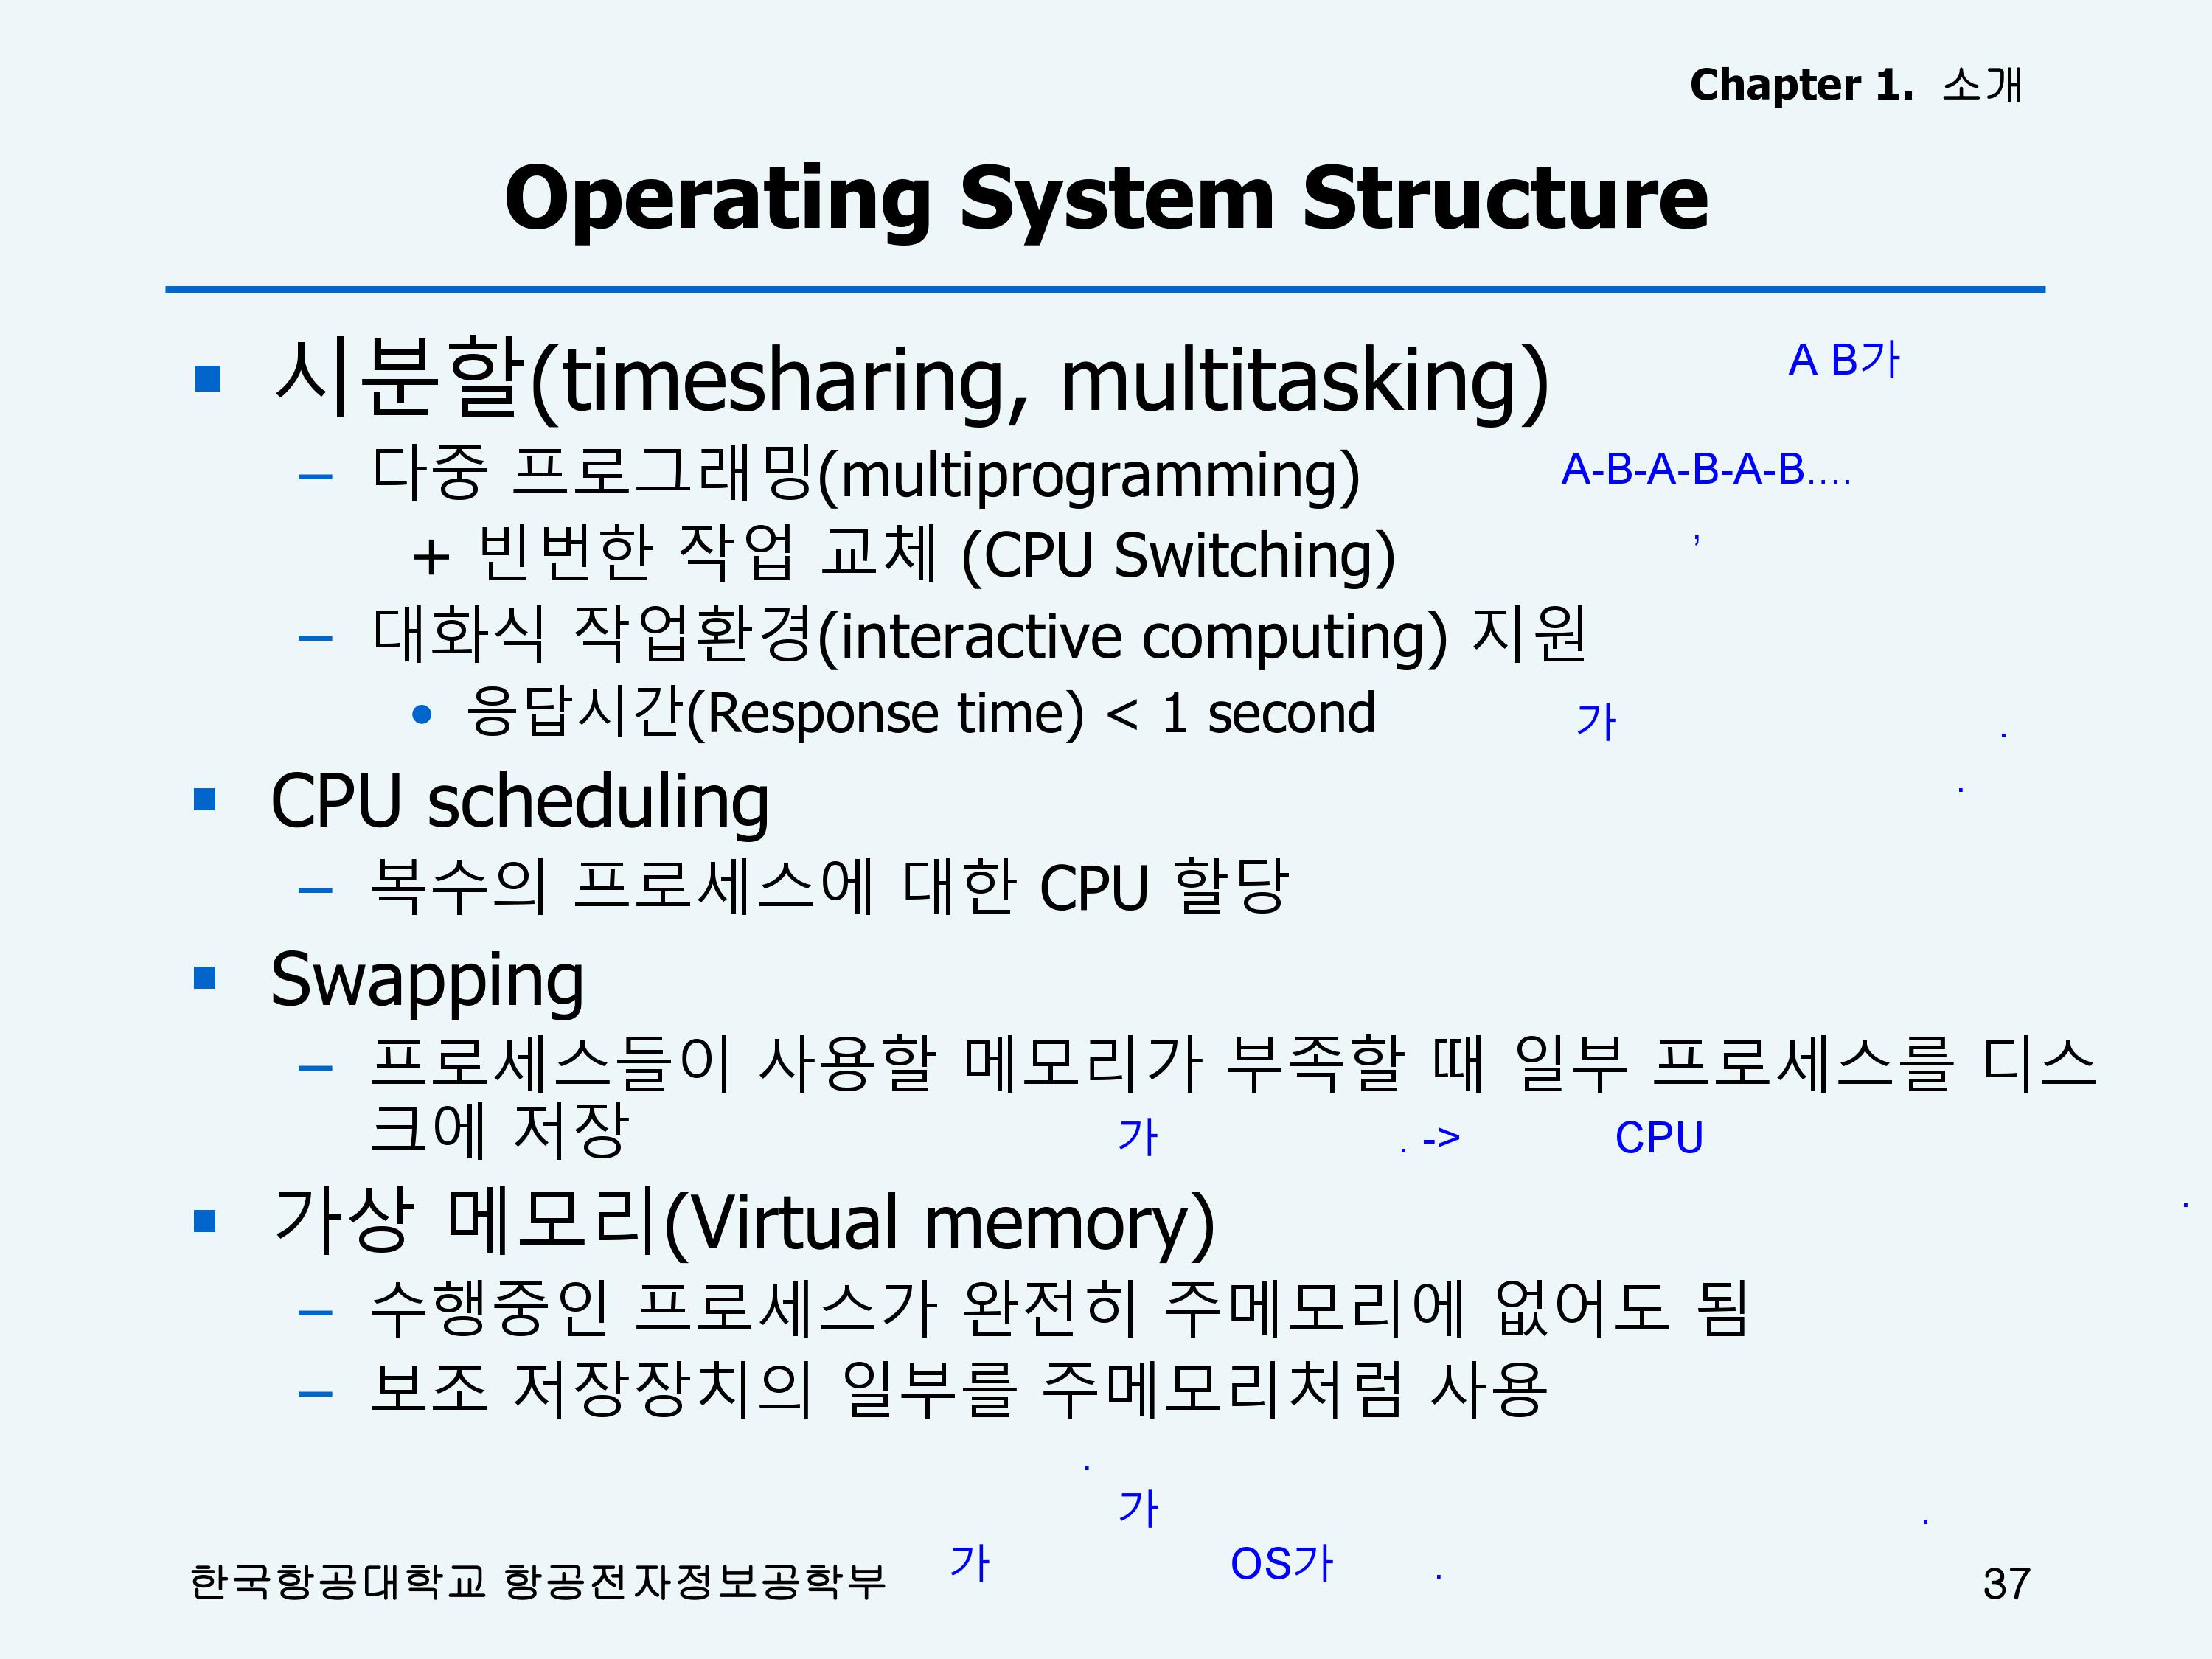 Chapter 1. 소개
Operating System Structure
▪ 시분할(timesharing, multitasking)
A B가
– 다중 프로그래밍(multiprogramming)
A-B-A-B-A-B....
+ 빈번한 작업 교체 (CPU Switching)
,
– 대화식 작업환경(interactive computing) 지원
• 응답시간(Response time) < 1 second
가 .
▪ CPU scheduling
.
– 복수의 프로세스에 대한 CPU 할당
▪ Swapping
– 프로세스들이 사용할 메모리가 부족할 때 일부 프로세스를 디스
크에 저장
가 . -> CPU
.
▪ 가상 메모리(Virtual memory)
– 수행중인 프로세스가 완전히 주메모리에 없어도 됨
– 보조 저장장치의 일부를 주메모리처럼 사용
.
가 .
가 OS가 .
한국항공대학교 항공전자정보공학부
37